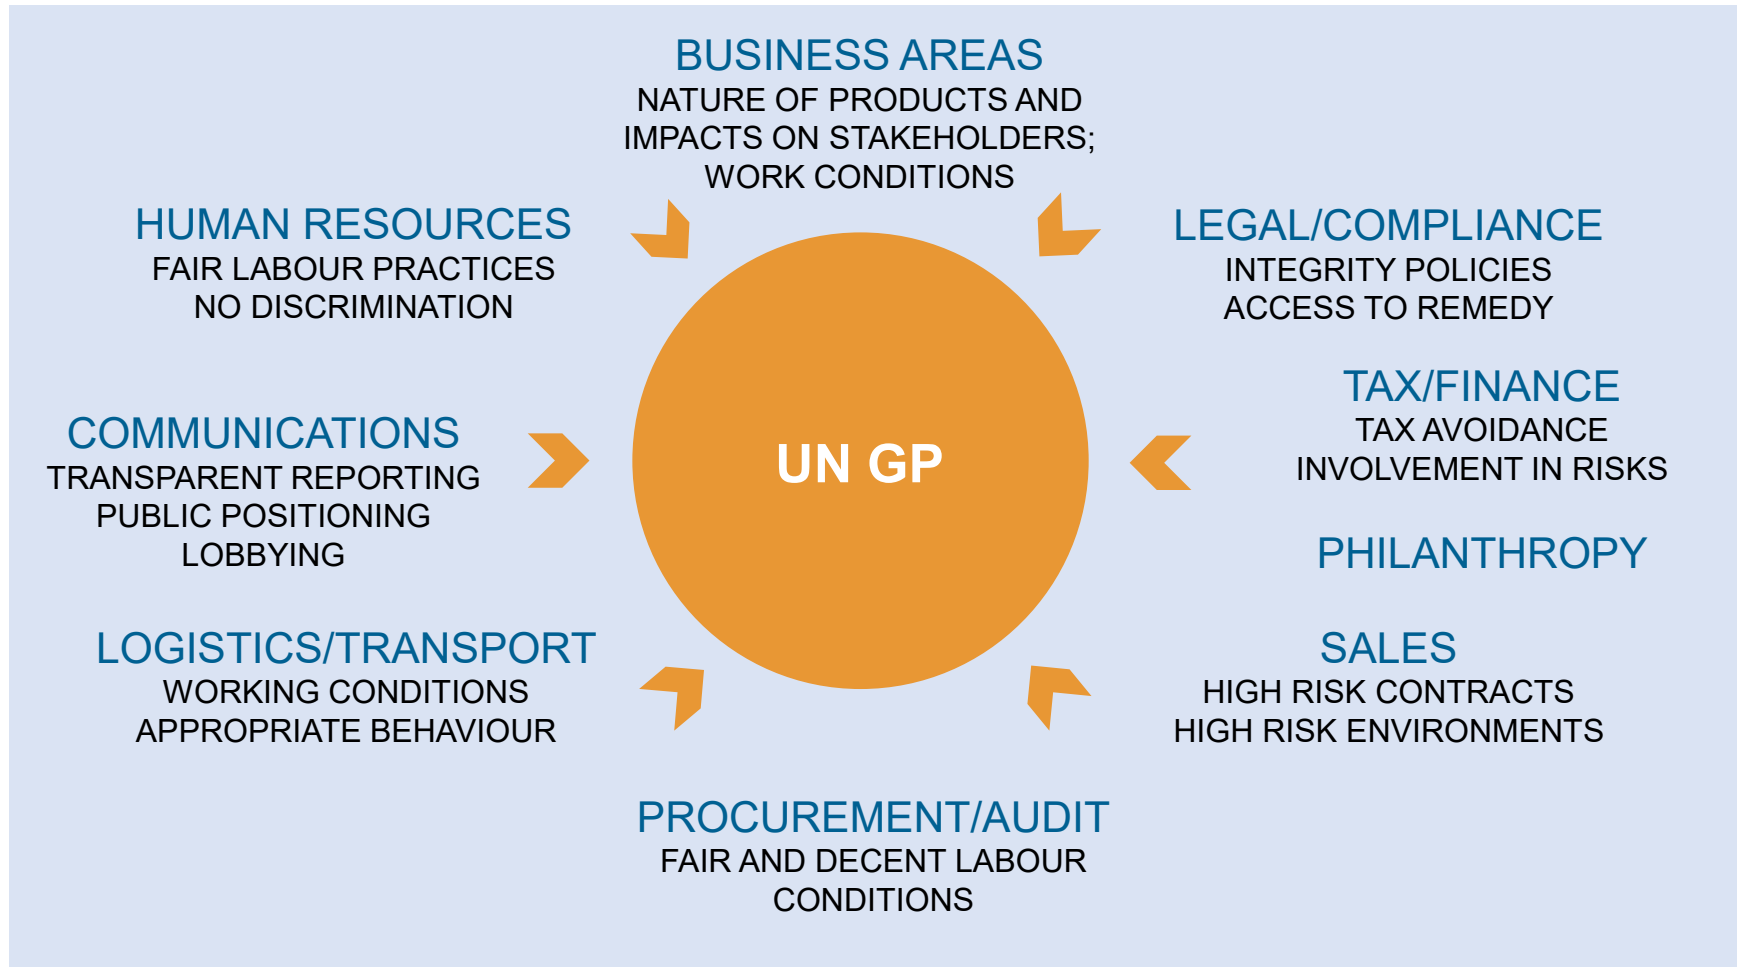 BUSINESS AREAS
NATURE OF PRODUCTS AND
IMPACTS ON STAKEHOLDERS;
WORK CONDITIONS
HUMAN RESOURCES
FAIR LABOUR PRACTICES
NO DISCRIMINATION
LEGAL/COMPLIANCE
INTEGRITY POLICIES
ACCESS TO REMEDY
COMMUNICATIONS
TRANSPARENT REPORTING
PUBLIC POSITIONING
LOBBYING
UN GP
TAX/FINANCE
TAX AVOIDANCE
INVOLVEMENT IN RISKS
PHILANTHROPY
LOGISTICS/TRANSPORT
WORKING CONDITIONS
APPROPRIATE BEHAVIOUR
SALES
HIGH RISK CONTRACTS
HIGH RISK ENVIRONMENTS
PROCUREMENT/AUDIT
FAIR AND DECENT LABOUR
CONDITIONS